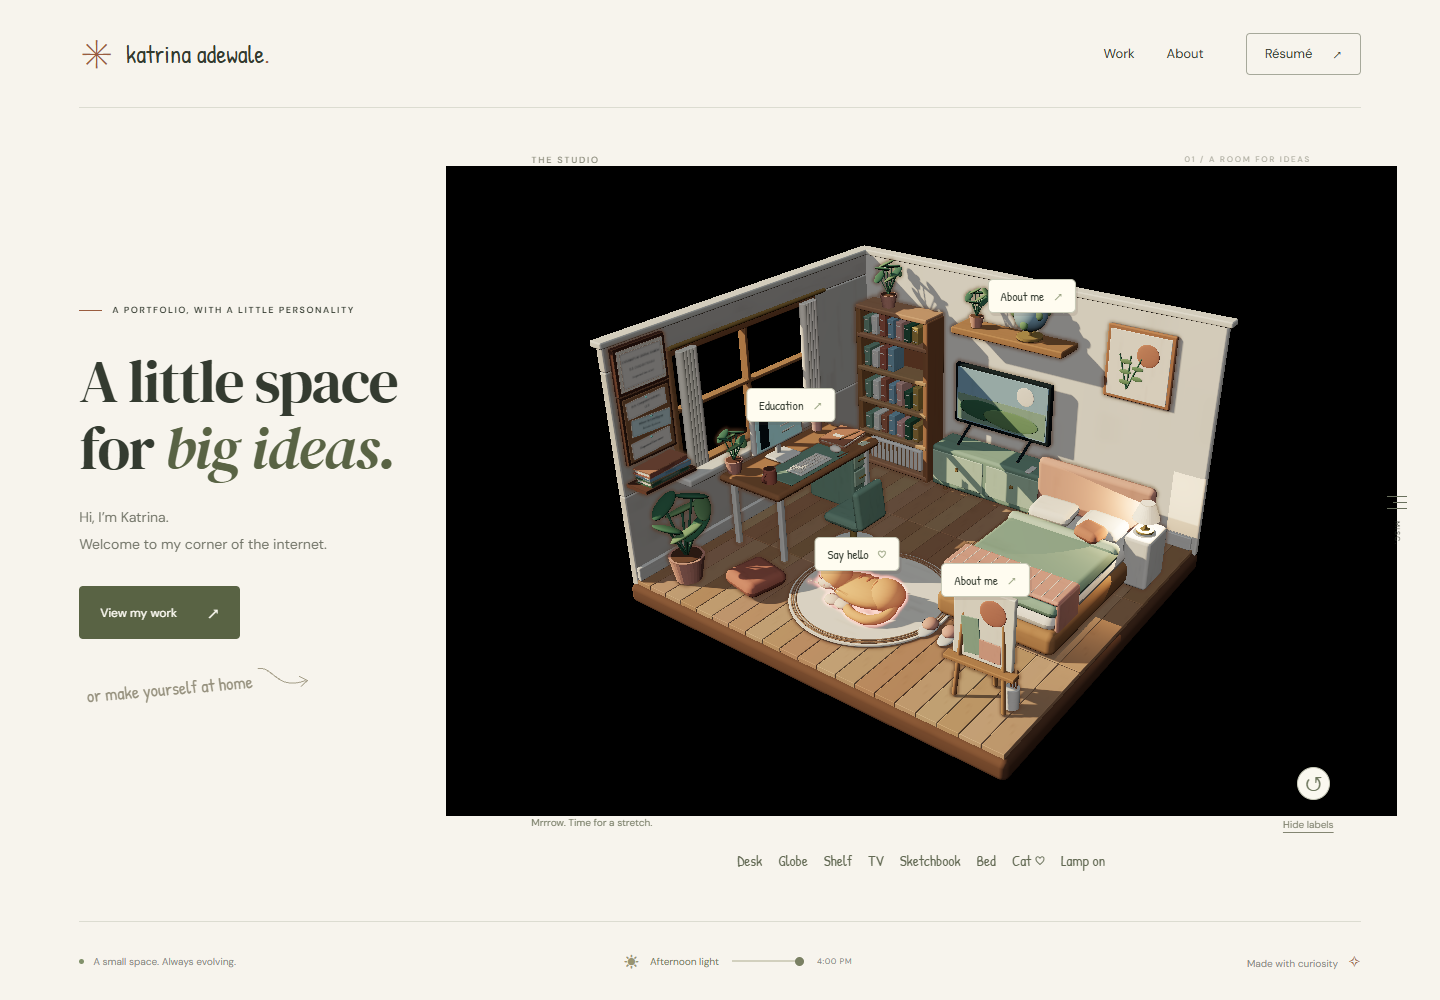 katrina adewale.
Work
About
Résumé ↗
THE STUDIO
01 / A ROOM FOR IDEAS
A PORTFOLIO, WITH A LITTLE PERSONALITY
A little space
for big ideas.
Hi, I'm Katrina.
Welcome to my corner of the internet.
View my work ↗
or make yourself at home
About me ↗
Education ↗
Say hello ♡
About me ↗
Mrrrow. Time for a stretch.
Hide labels
Desk Globe Shelf TV Sketchbook Bed Cat ♡ Lamp on
A small space. Always evolving.
Afternoon light
4:00 PM
Made with curiosity